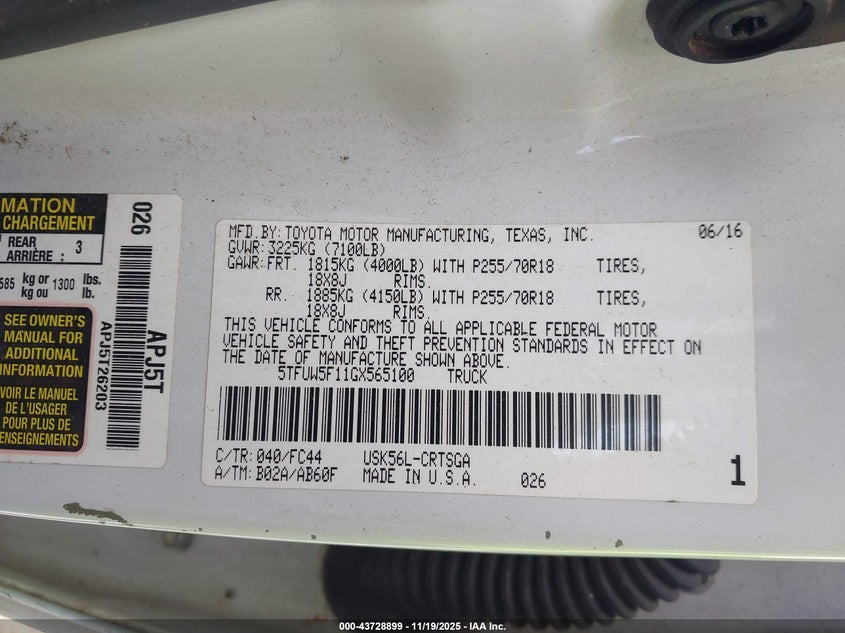 MATION
CHARGEMENT
REAR
ARRIÈRE : 3
585 kg or 1300 lbs.
kg ou lb.
SEE OWNER'S
MANUAL FOR
ADDITIONAL
INFORMATION
VOIR LE MANUEL
DE L'USAGER
POUR PLUS DE
RENSEIGNEMENTS
026
APJ5T
APJ5T26203
MFD.BY:TOYOTA MOTOR MANUFACTURING, TEXAS, INC. 06/16
GVWR:3225KG (7100LB)
GAWR:FRT. 1815KG (4000LB) WITH P255/70R18 TIRES,
18X8J RIMS.
RR. 1885KG (4150LB) WITH P255/70R18 TIRES,
18X8J RIMS.
THIS VEHICLE CONFORMS TO ALL APPLICABLE FEDERAL MOTOR
VEHICLE SAFETY AND THEFT PREVENTION STANDARDS IN EFFECT ON
THE DATE OF MANUFACTURE SHOWN ABOVE.
5TFUW5F11GX565100 TRUCK
C/TR:040/FC44 USK56L-CRTSGA
A/TM:B02A/AB60F MADE IN U.S.A. 026 1
000-43728899 - 11/19/2025 - IAA Inc.